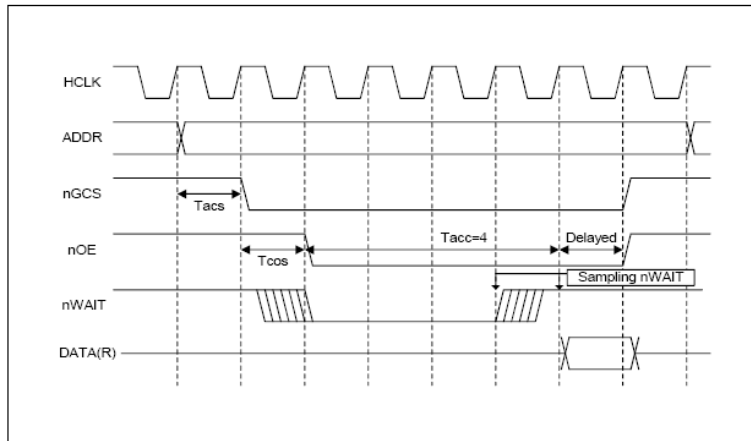 HCLK
ADDR
nGCS
Tacs
nOE
Tacc=4
Delayed
Tcos
Sampling nWAIT
nWAIT
DATA(R)